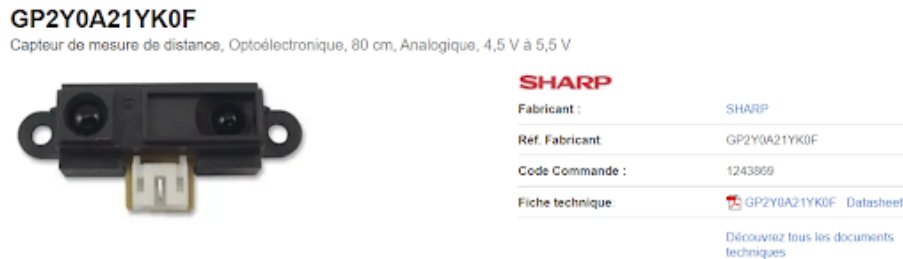 GP2Y0A21YK0F
Capteur de mesure de distance, Optoélectronique, 80 cm, Analogique, 4,5 V à 5,5 V
SHARP
Fabricant : SHARP
Réf. Fabricant GP2Y0A21YK0F
Code Commande : 1243869
Fiche technique GP2Y0A21YK0F Datasheet
Découvrez tous les documents
techniques